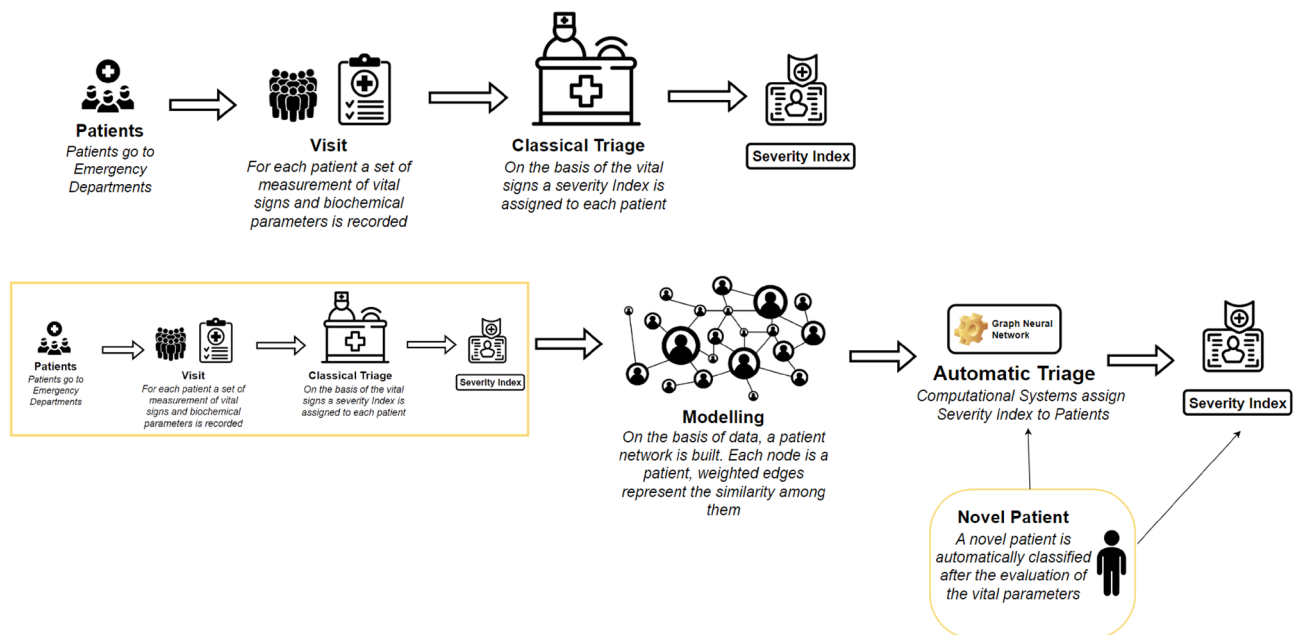 Patients
Patients go to
Emergency
Departments
Visit
For each patient a set of
measurement of vital
signs and biochemical
parameters is recorded
Classical Triage
On the basis of the vital
signs a severity Index is
assigned to each patient
Severity Index
Patients
Patients go to
Emergency
Departments
Visit
For each patient a set of
measurement of vital
signs and biochemical
parameters is recorded
Classical Triage
On the basis of the vital
signs a severity Index is
assigned to each patient
Severity Index
Modelling
On the basis of data, a patient
network is built. Each node is a
patient, weighted edges
represent the similarity among
them
Graph Neural
Network
Automatic Triage
Computational Systems assign
Severity Index to Patients
Severity Index
Novel Patient
A novel patient is
automatically classified
after the evaluation of
the vital parameters